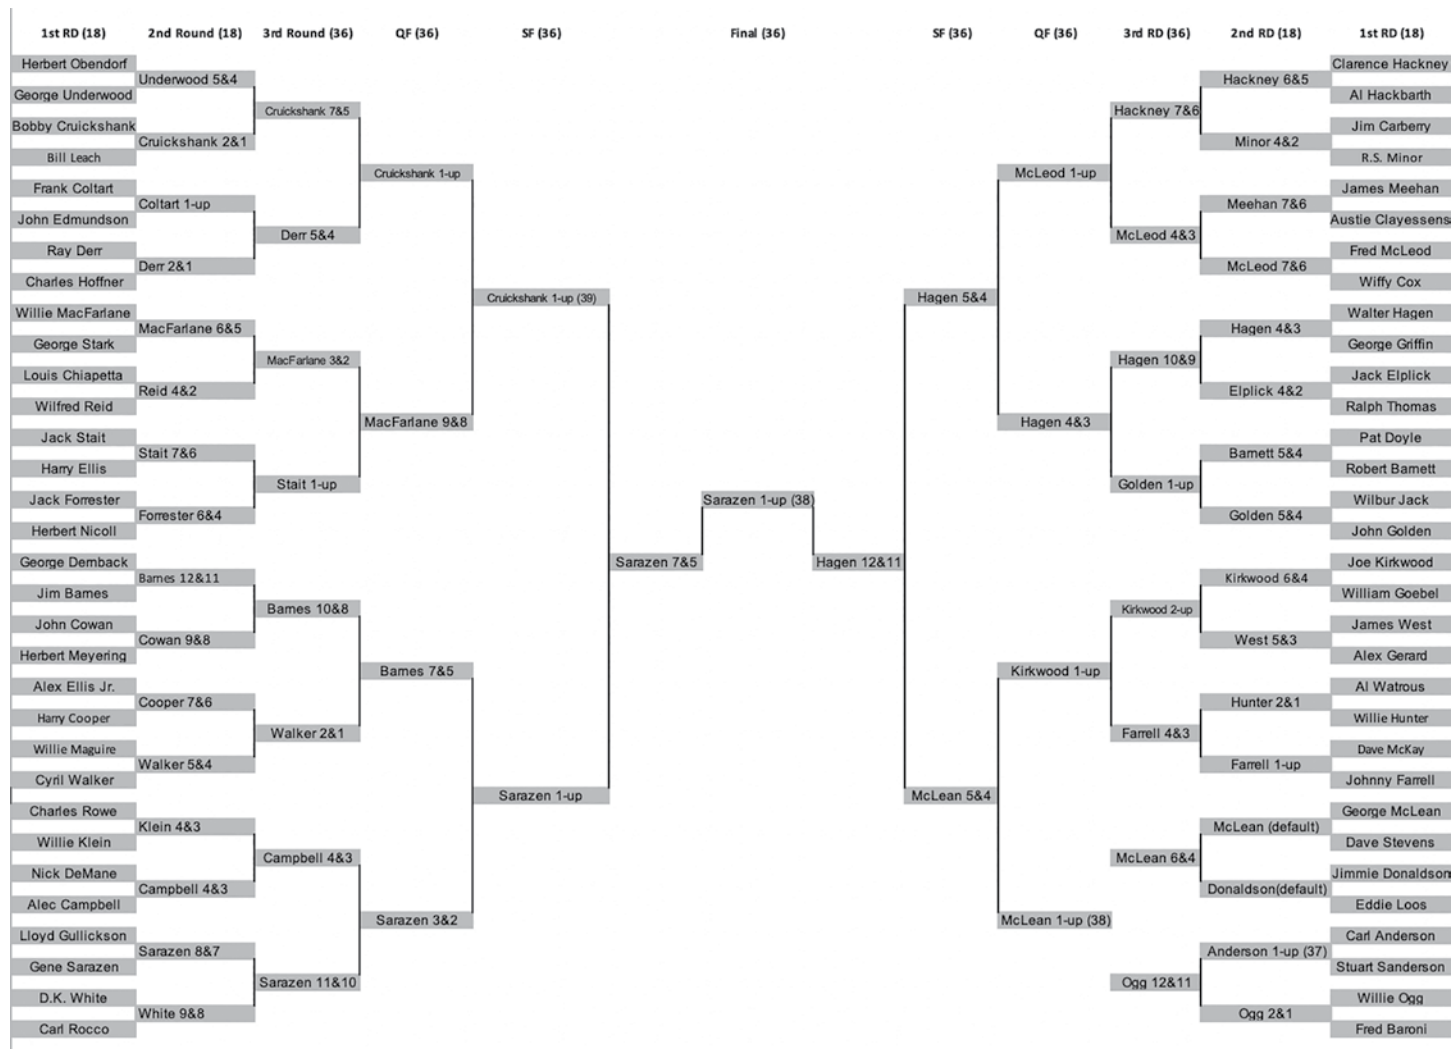 1st RD (18) 2nd Round (18) 3rd Round (36) QF (36) SF (36) Final (36) SF (36) QF (36) 3rd RD (36) 2nd RD (18) 1st RD (18)
Herbert Obendorf Clarence Hackney
Underwood 5&4 Hackney 6&5
George Underwood Al Hackbarth
Cruickshank 7&5 Hackney 7&6
Bobby Cruickshank Jim Carberry
Cruickshank 2&1 Minor 4&2
Bill Leach R.S. Minor
Cruickshank 1-up McLeod 1-up
Frank Coltart James Meehan
Coltart 1-up Meehan 7&6
John Edmundson Austie Clayessens
Derr 5&4 McLeod 4&3
Ray Derr Fred McLeod
Derr 2&1 McLeod 7&6
Charles Hoffner Wiffy Cox
Cruickshank 1-up (39) Hagen 5&4
Willie MacFarlane Walter Hagen
MacFarlane 6&5 Hagen 4&3
George Stark George Griffin
MacFarlane 3&2 Hagen 10&9
Louis Chiapetta Jack Elplick
Reid 4&2 Elplick 4&2
Wilfred Reid Ralph Thomas
MacFarlane 9&8 Hagen 4&3
Jack Stait Pat Doyle
Stait 7&6 Barnett 5&4
Harry Ellis Robert Barnett
Stait 1-up Golden 1-up
Jack Forrester Sarazen 1-up (38) Wilbur Jack
Forrester 6&4 Golden 5&4
Herbert Nicoll John Golden
George Demback Sarazen 7&5 Hagen 12&11 Joe Kirkwood
Barnes 12&11 Kirkwood 6&4
Jim Barnes William Goebel
Barnes 10&8 Kirkwood 2-up
John Cowan James West
Cowan 9&8 West 5&3
Herbert Meyering Alex Gerard
Barnes 7&5 Kirkwood 1-up
Alex Ellis Jr. Al Watrous
Cooper 7&6 Hunter 2&1
Harry Cooper Willie Hunter
Walker 2&1 Farrell 4&3
Willie Maguire Dave McKay
Walker 5&4 Farrell 1-up
Cyril Walker Johnny Farrell
Sarazen 1-up McLean 5&4
Charles Rowe George McLean
Klein 4&3 McLean (default)
Willie Klein Dave Stevens
Campbell 4&3 McLean 6&4
Nick DeMane Jimmie Donaldson
Campbell 4&3 Donaldson(default)
Alec Campbell Eddie Loos
Sarazen 3&2 McLean 1-up (38)
Lloyd Gullickson Carl Anderson
Sarazen 8&7 Anderson 1-up (37)
Gene Sarazen Stuart Sanderson
Sarazen 11&10 Ogg 12&11
D.K. White Willie Ogg
White 9&8 Ogg 2&1
Carl Rocco Fred Baroni